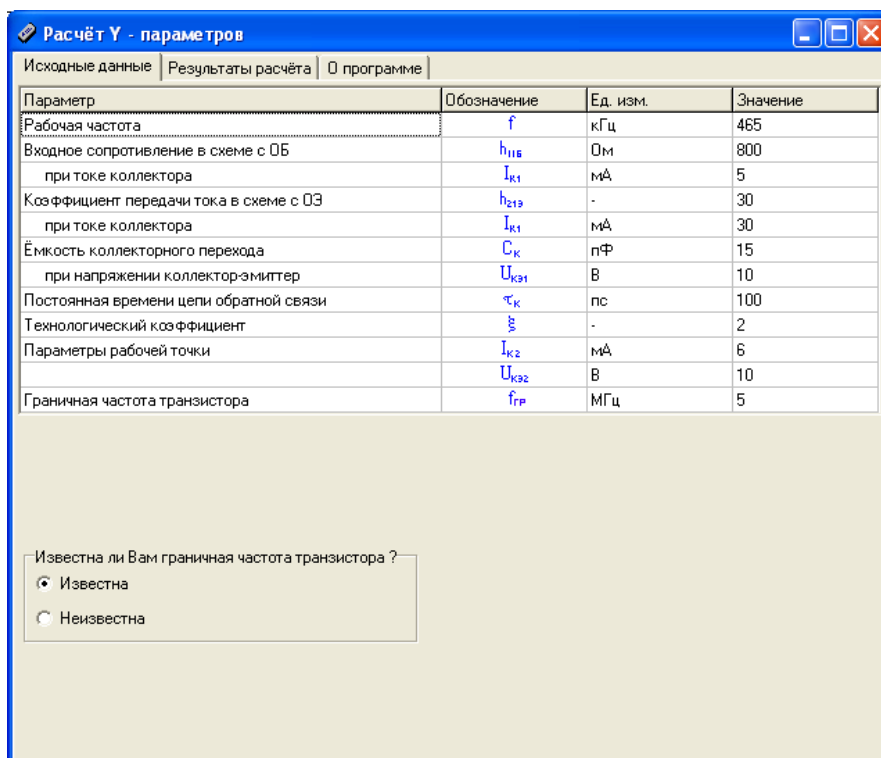 Расчёт Y - параметров
Исходные данные Результаты расчёта О программе
Параметр Обозначение Ед. изм. Значение
Рабочая частота f кГц 465
Входное сопротивление в схеме с ОБ h11Б Ом 800
при токе коллектора Iк1 мА 5
Коэффициент передачи тока в схеме с ОЭ h21Э - 30
при токе коллектора Iк1 мА 30
Ёмкость коллекторного перехода Cк пФ 15
при напряжении коллектор-эмиттер Uкэ1 В 10
Постоянная времени цепи обратной связи τк пс 100
Технологический коэффициент ξ - 2
Параметры рабочей точки Iк2 мА 6
Uкэ2 В 10
Граничная частота транзистора fГР МГц 5
Известна ли Вам граничная частота транзистора ?
Известна
Неизвестна